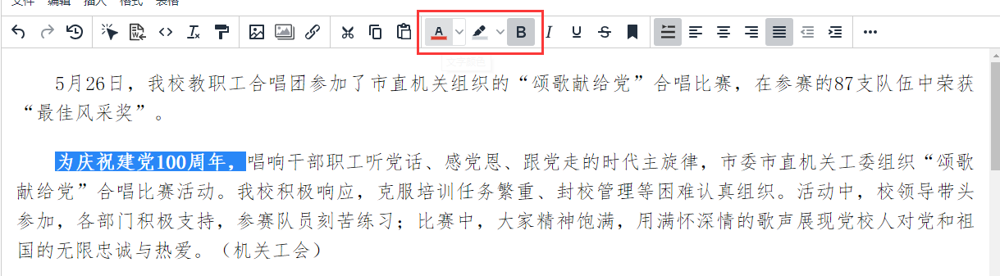 文件 编辑 插入 格式 表格
A B I U S
5月26日，我校教职工合唱团参加了市直机关组织的“颂歌献给党”合唱比赛，在参赛的87支队伍中荣获
“最佳风采奖”。
为庆祝建党100周年，唱响干部职工听党话、感党恩、跟党走的时代主旋律，市委市直机关工委组织“颂歌
献给党”合唱比赛活动。我校积极响应，克服培训任务繁重、封校管理等困难认真组织。活动中，校领导带头
参加，各部门积极支持，参赛队员刻苦练习；比赛中，大家精神饱满，用满怀深情的歌声展现党校人对党和祖
国的无限忠诚与热爱。（机关工会）